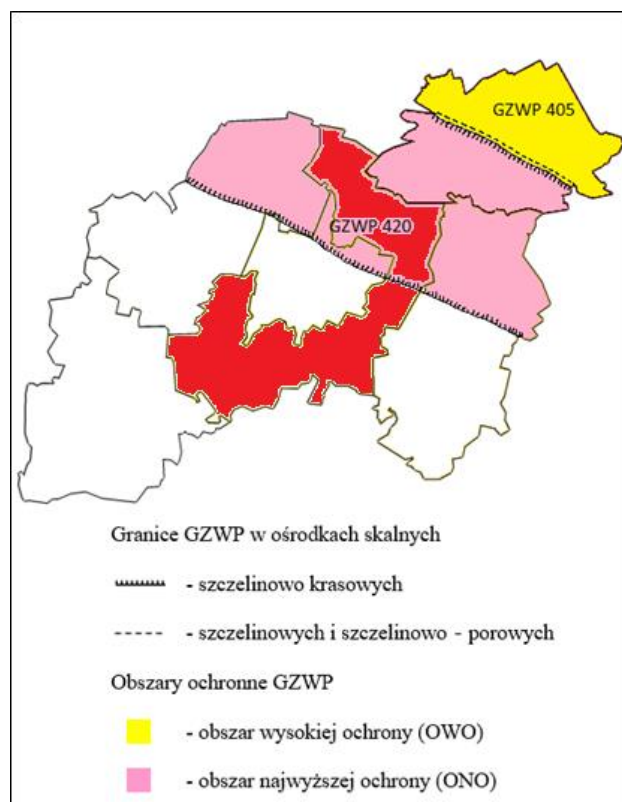 GZWP 405
GZWP 420
Granice GZWP w ośrodkach skalnych
- szczelinowo krasowych
- szczelinowych i szczelinowo - porowych
Obszary ochronne GZWP
- obszar wysokiej ochrony (OWO)
- obszar najwyższej ochrony (ONO)